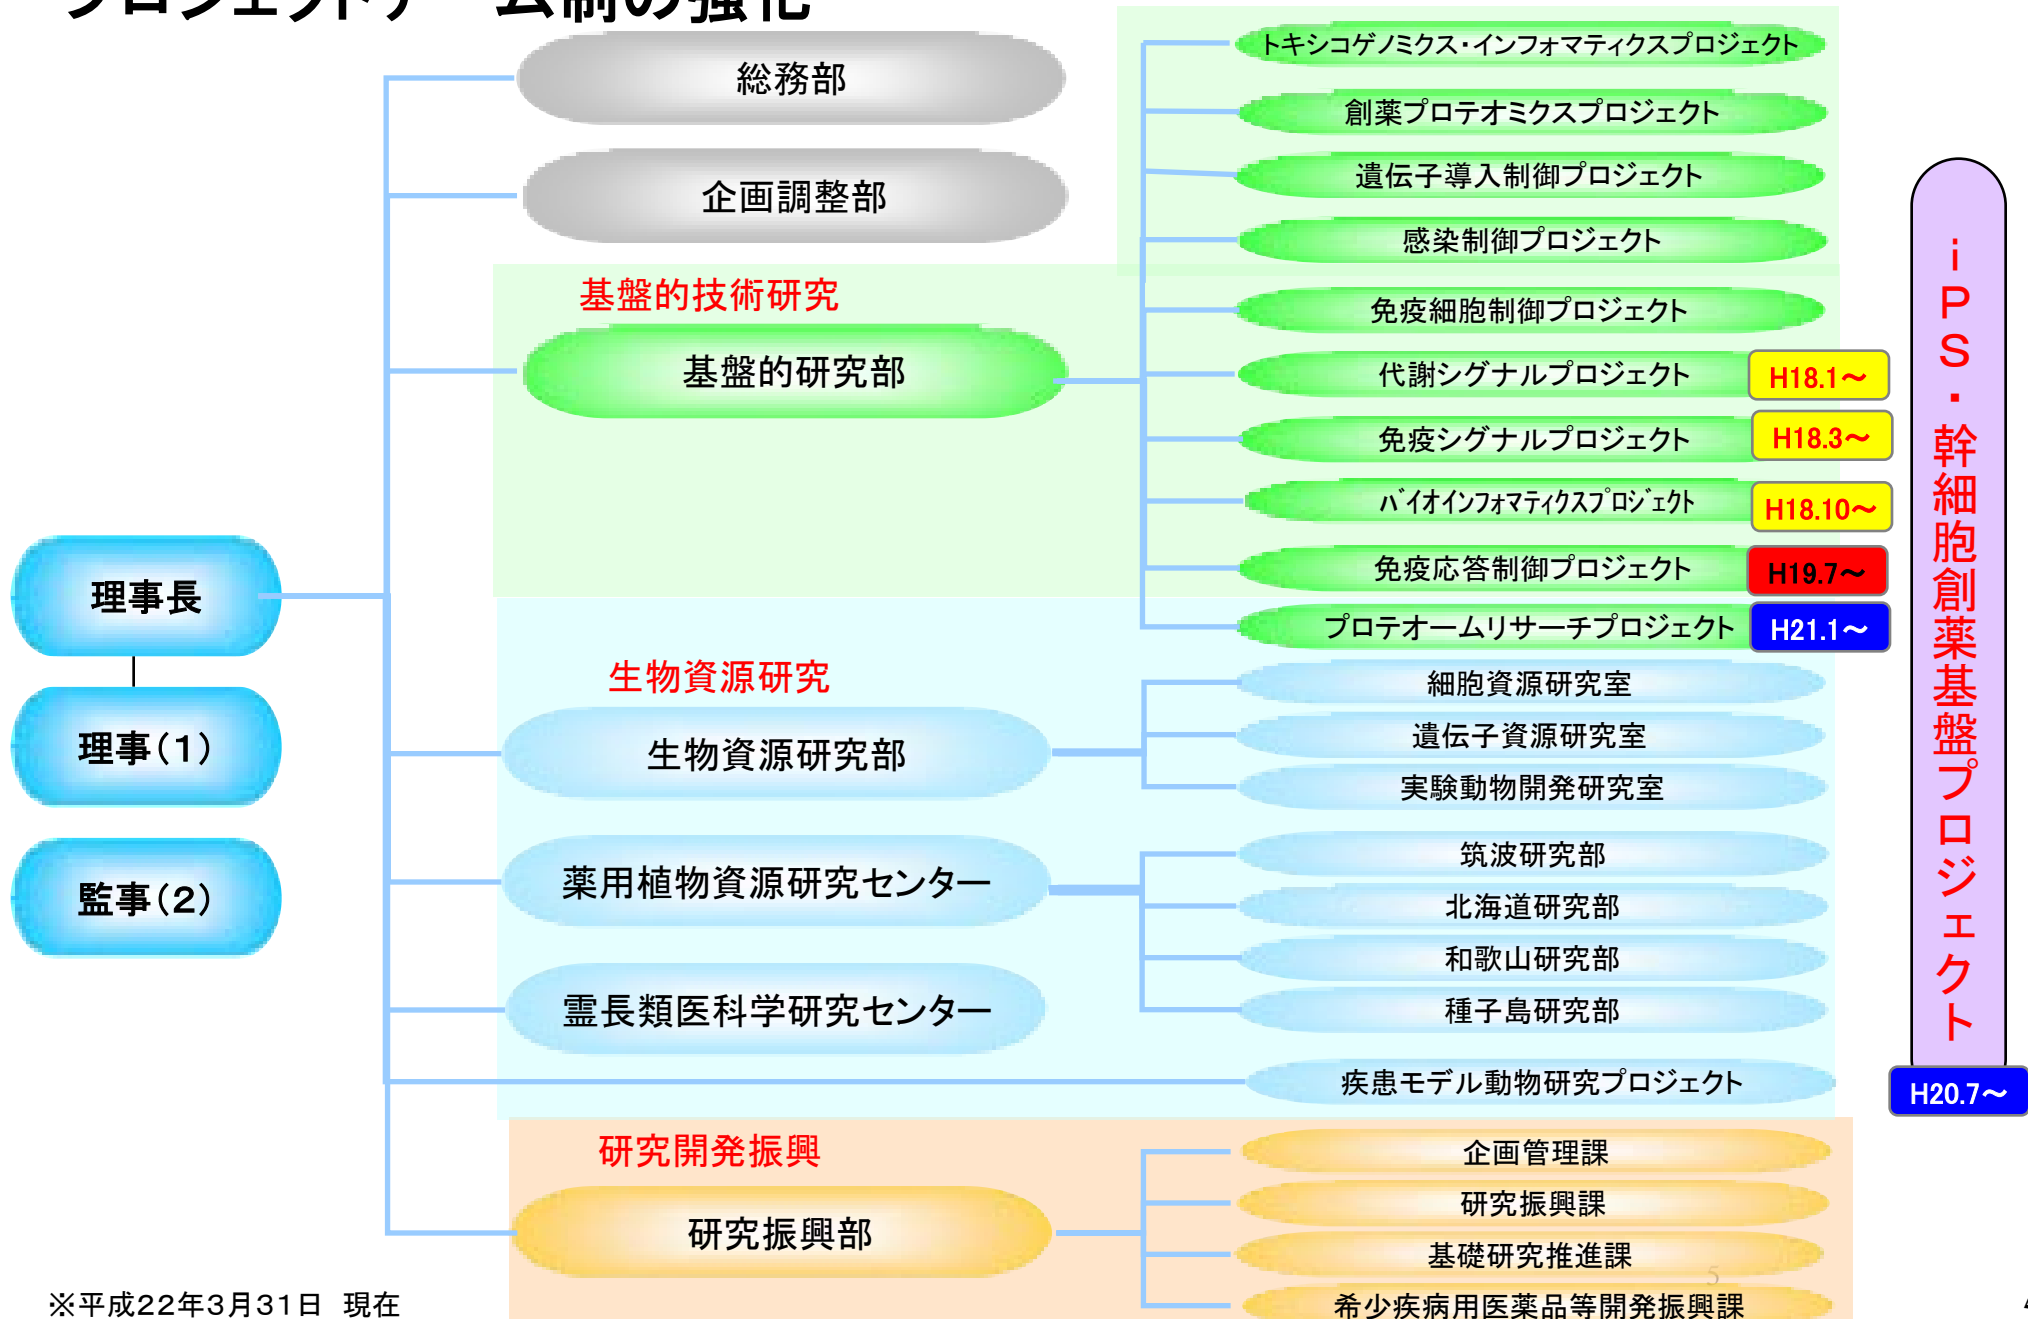 プロジェクトチーム制の強化
総務部
企画調整部
基盤的技術研究
基盤的研究部
トキシコゲノミクス・インフォマティクスプロジェクト
創薬プロテオミクスプロジェクト
遺伝子導入制御プロジェクト
感染制御プロジェクト
免疫細胞制御プロジェクト
代謝シグナルプロジェクト
H18.1～
免疫シグナルプロジェクト
H18.3～
バイオインフォマティクスプロジェクト
H18.10～
免疫応答制御プロジェクト
H19.7～
プロテオームリサーチプロジェクト
H21.1～
理事長
理事(1)
監事(2)
生物資源研究
生物資源研究部
細胞資源研究室
遺伝子資源研究室
実験動物開発研究室
薬用植物資源研究センター
筑波研究部
北海道研究部
和歌山研究部
種子島研究部
霊長類医科学研究センター
疾患モデル動物研究プロジェクト
iPS・幹細胞創薬基盤プロジェクト
H20.7～
研究開発振興
研究振興部
企画管理課
研究振興課
基礎研究推進課
希少疾病用医薬品等開発振興課
5
※平成22年3月31日 現在